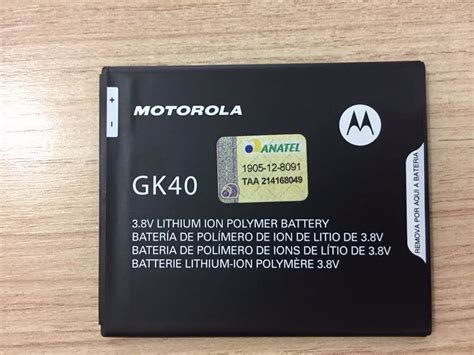 + -
MOTOROLA
ANATEL
1905-12-8091
TAA 214168049
GK40
3.8V LITHIUM ION POLYMER BATTERY
BATERÍA DE POLÍMERO DE ION DE LITIO DE 3.8V
BATERIA DE POLÍMERO DE IONS DE LÍTIO DE 3.8V
BATTERIE LITHIUM-ION POLYMÈRE 3.8V
REMOVA POR AQUI A BATERIA